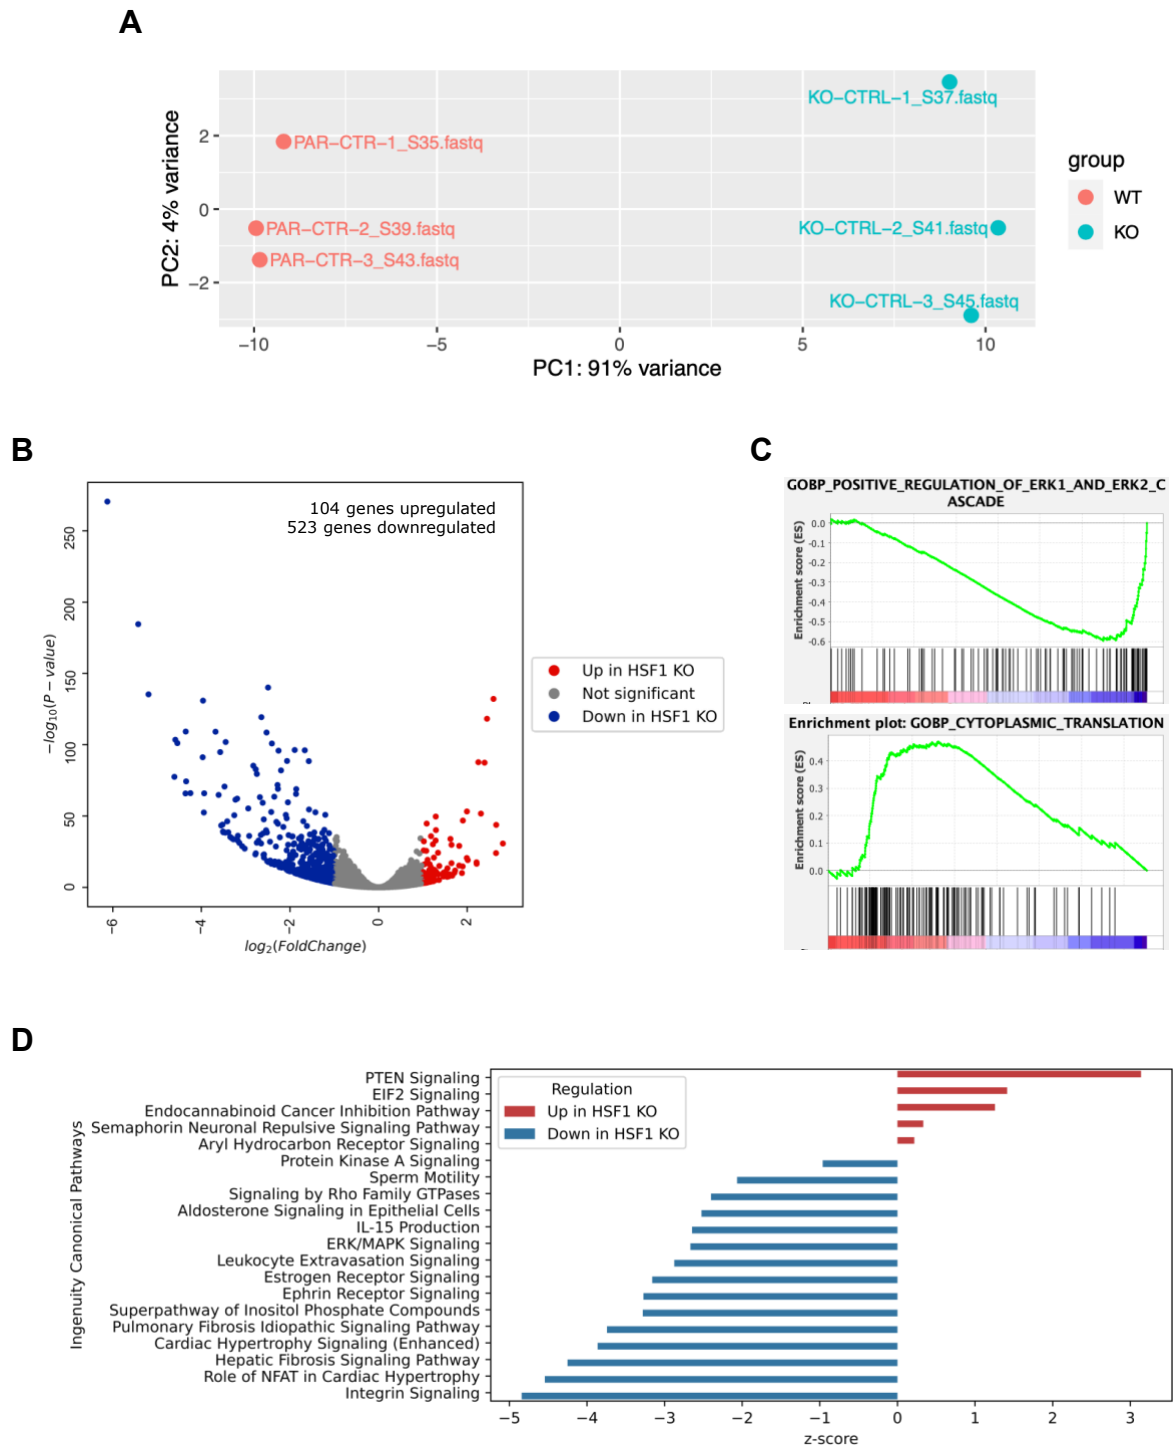 A
KO−CTRL−1_S37.fastq
PAR−CTR−1_S35.fastq
PAR−CTR−2_S39.fastq
KO−CTRL−2_S41.fastq
PAR−CTR−3_S43.fastq
KO−CTRL−3_S45.fastq
2
0
−2
PC2: 4% variance
−10
−5
0
5
10
PC1: 91% variance
group
WT
KO
B
104 genes upregulated
523 genes downregulated
250
200
150
100
50
0
−log10(P − value)
−6
−4
−2
0
2
log2(FoldChange)
Up in HSF1 KO
Not significant
Down in HSF1 KO
C
GOBP_POSITIVE_REGULATION_OF_ERK1_AND_ERK2_C
ASCADE
Enrichment score (ES)
0.0
-0.1
-0.2
-0.3
-0.4
-0.5
-0.6
Enrichment plot: GOBP_CYTOPLASMIC_TRANSLATION
Enrichment score (ES)
0.4
0.3
0.2
0.1
0.0
D
Ingenuity Canonical Pathways
PTEN Signaling
EIF2 Signaling
Endocannabinoid Cancer Inhibition Pathway
Semaphorin Neuronal Repulsive Signaling Pathway
Aryl Hydrocarbon Receptor Signaling
Protein Kinase A Signaling
Sperm Motility
Signaling by Rho Family GTPases
Aldosterone Signaling in Epithelial Cells
IL-15 Production
ERK/MAPK Signaling
Leukocyte Extravasation Signaling
Estrogen Receptor Signaling
Ephrin Receptor Signaling
Superpathway of Inositol Phosphate Compounds
Pulmonary Fibrosis Idiopathic Signaling Pathway
Cardiac Hypertrophy Signaling (Enhanced)
Hepatic Fibrosis Signaling Pathway
Role of NFAT in Cardiac Hypertrophy
Integrin Signaling
Regulation
Up in HSF1 KO
Down in HSF1 KO
−5
−4
−3
−2
−1
0
1
2
3
z-score